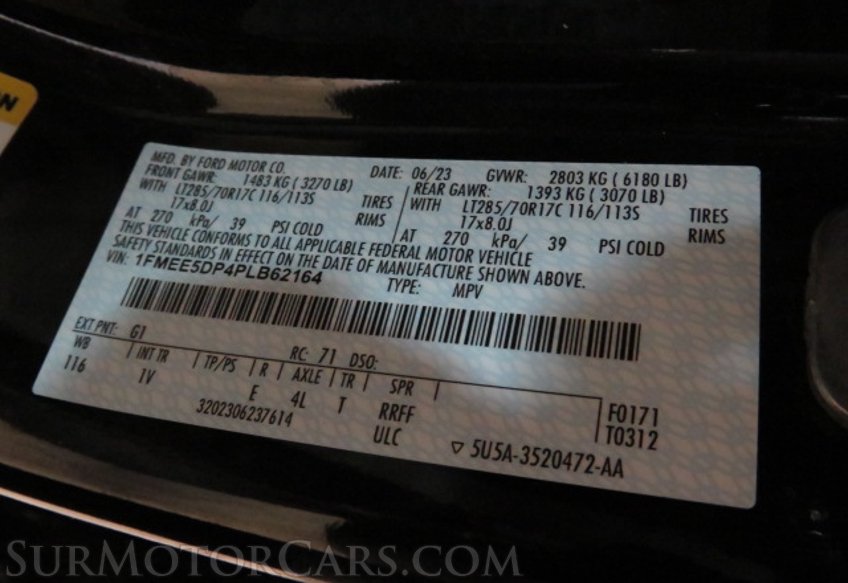 ON
MFD. BY FORD MOTOR CO. DATE: 06/23 GVWR: 2803 KG ( 6180 LB)
FRONT GAWR: 1483 KG ( 3270 LB) REAR GAWR: 1393 KG ( 3070 LB)
WITH LT285/70R17C 116/113S TIRES WITH LT285/70R17C 116/113S TIRES
17x8.0J RIMS 17x8.0J RIMS
AT 270 kPa/ 39 PSI COLD AT 270 kPa/ 39 PSI COLD
THIS VEHICLE CONFORMS TO ALL APPLICABLE FEDERAL MOTOR VEHICLE
SAFETY STANDARDS IN EFFECT ON THE DATE OF MANUFACTURE SHOWN ABOVE.
VIN: 1FMEE5DP4PLB62164 TYPE: MPV
EXT PNT: G1 RC: 71 DSO:
WB INT TR TP/PS R AXLE TR SPR
116 1V E 4L T RRFF F0171
3202306237614 ULC T0312
5U5A-3520472-AA
SURMOTORCARS.COM